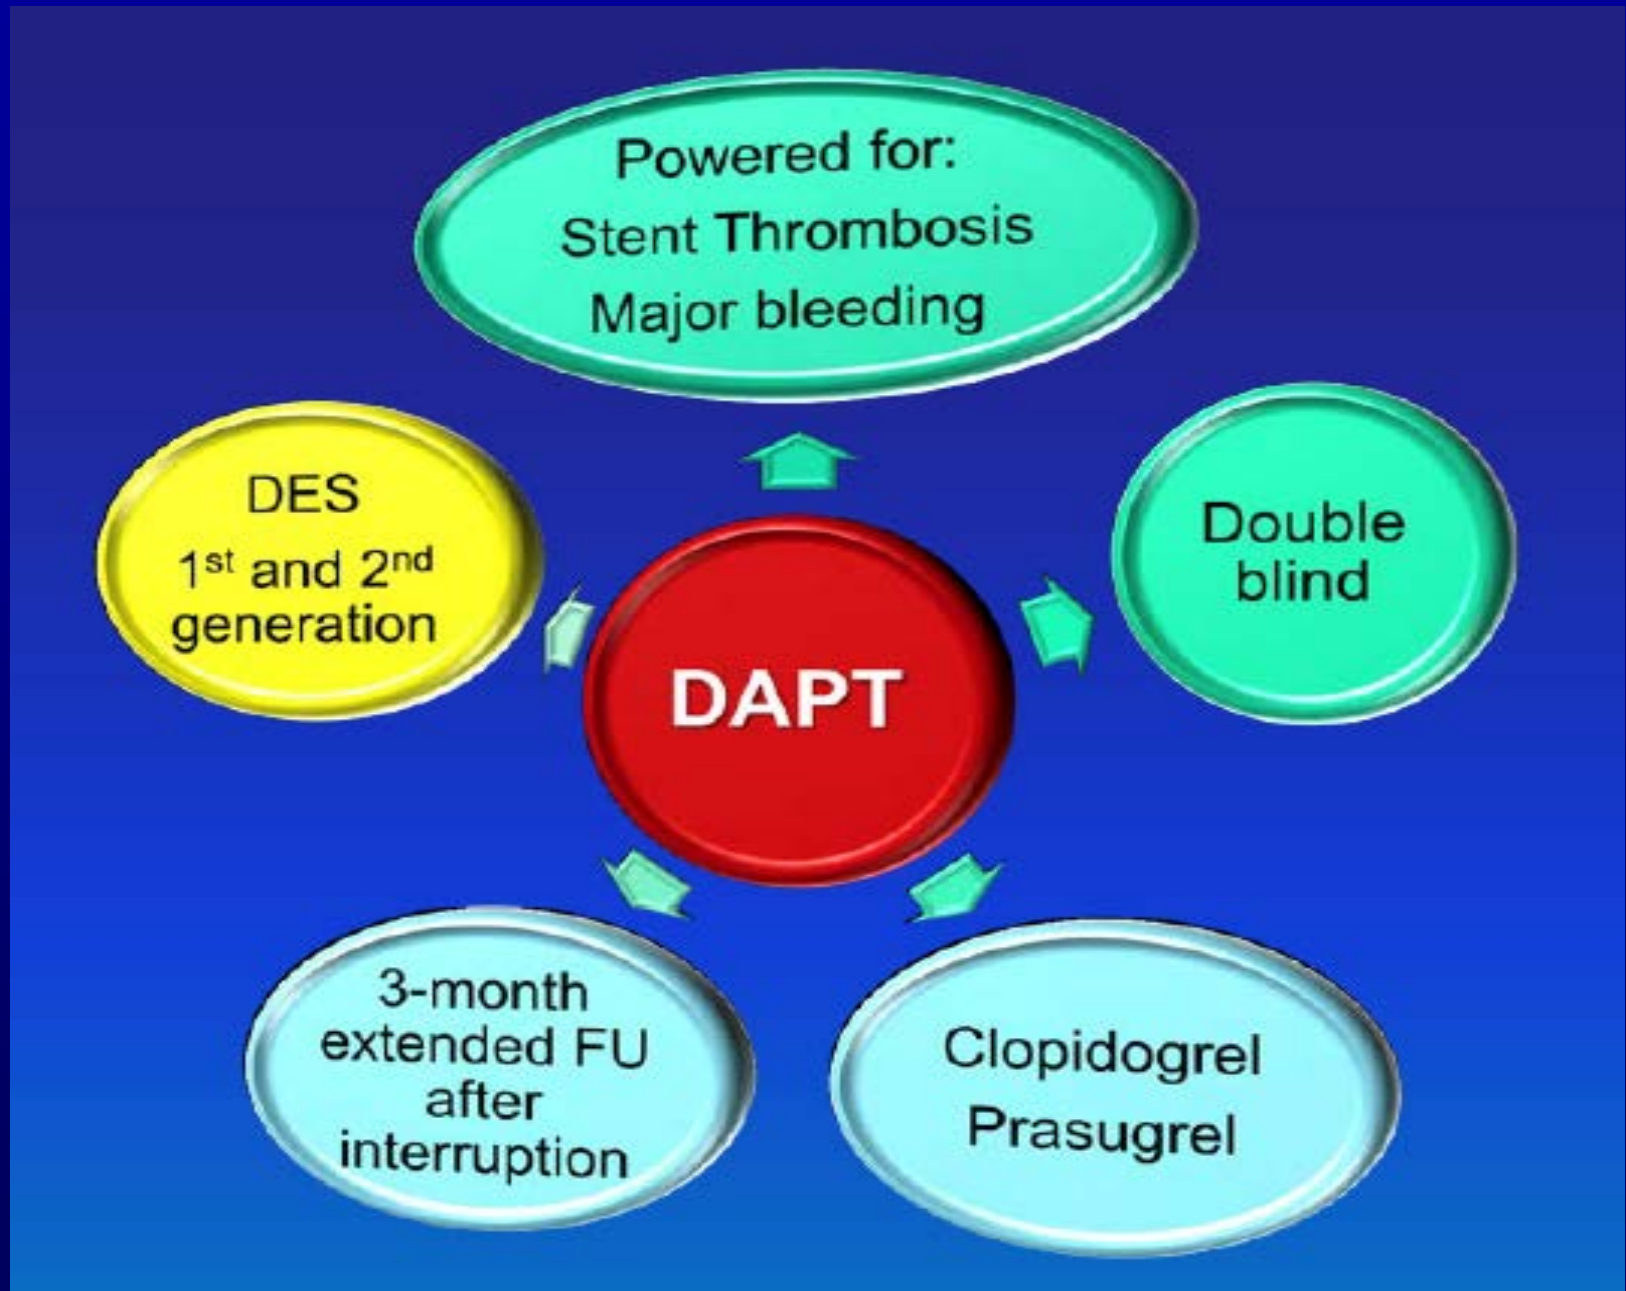 Powered for:
Stent Thrombosis
Major bleeding
DES
1st and 2nd
generation
Double
blind
DAPT
3-month
extended FU
after
interruption
Clopidogrel
Prasugrel